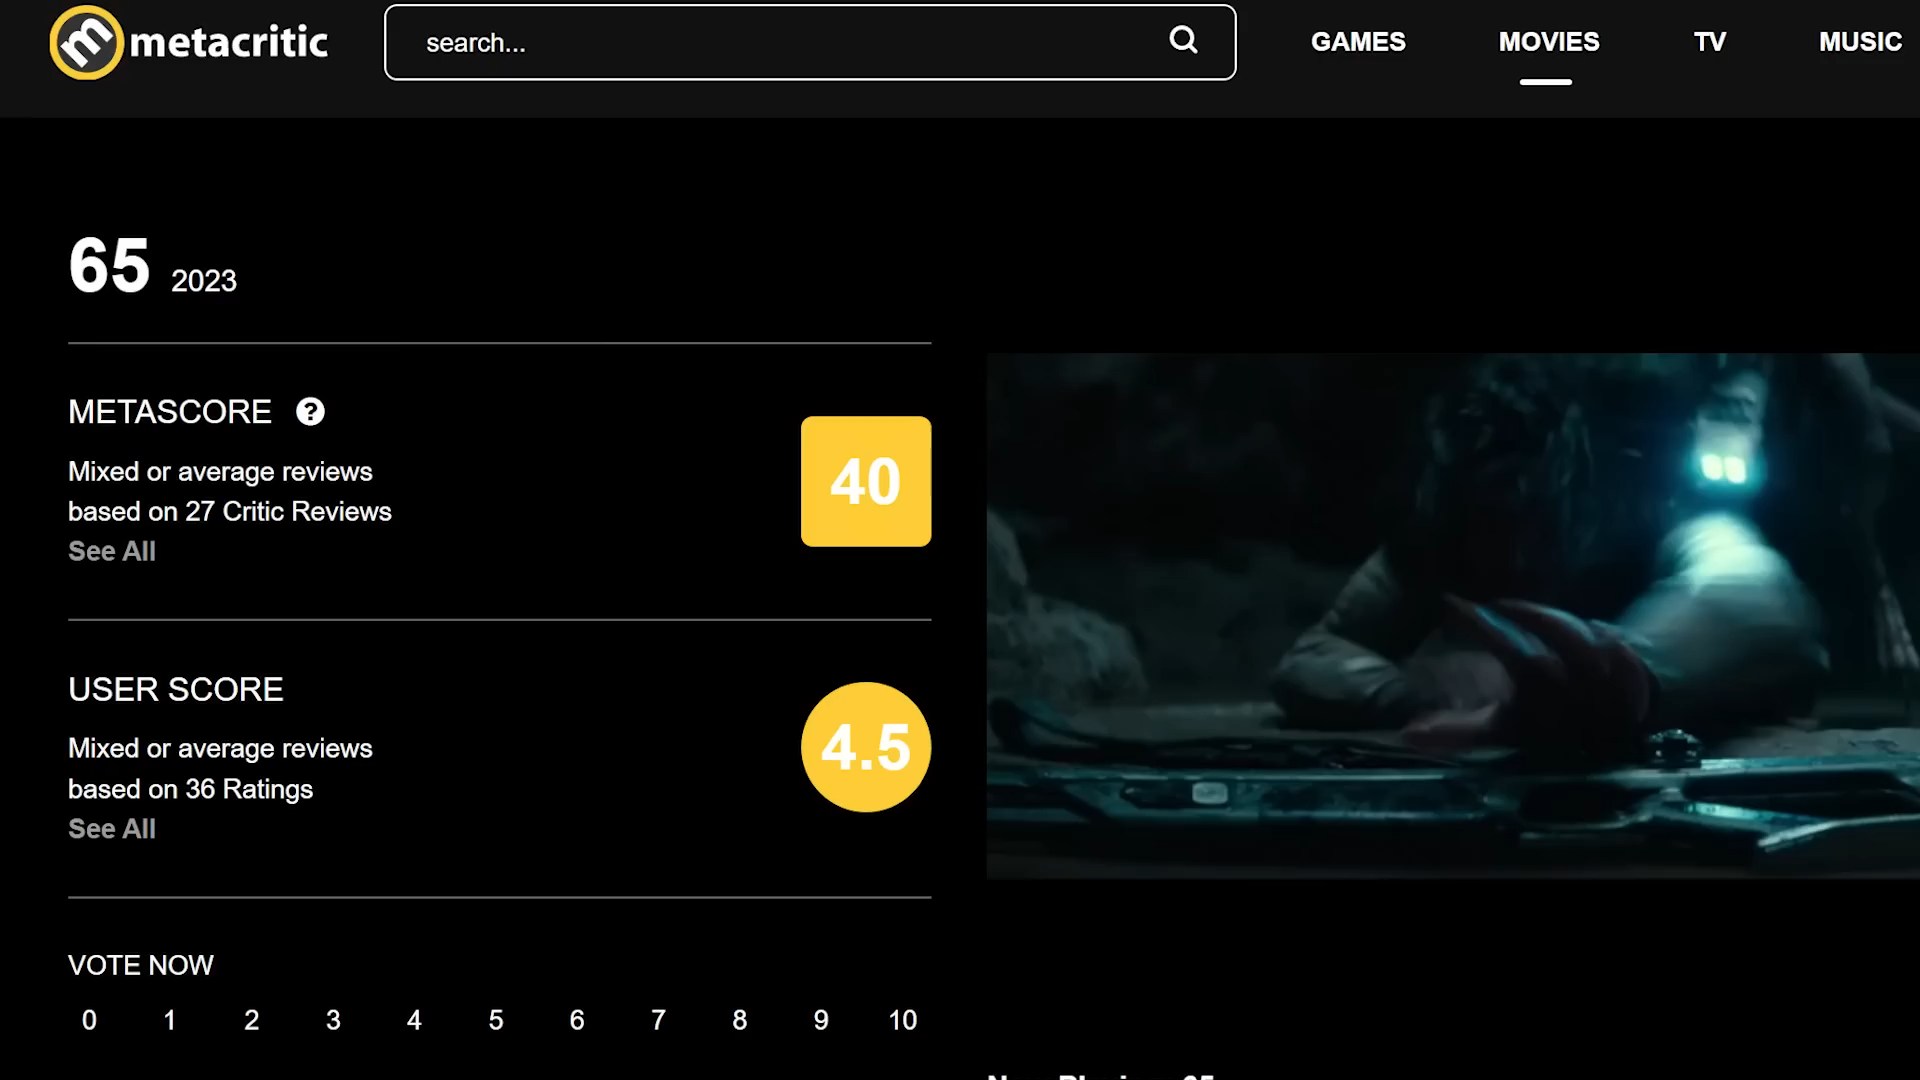 metacritic
search...
GAMES
MOVIES
TV
MUSIC
65 2023
METASCORE ?
Mixed or average reviews
based on 27 Critic Reviews
See All
40
USER SCORE
Mixed or average reviews
based on 36 Ratings
See All
4.5
VOTE NOW
0 1 2 3 4 5 6 7 8 9 10